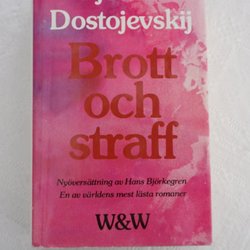 Dostojevskij
Brott
och
straff
Nyöversättning av Hans Björkegren
En av världens mest lästa romaner
W&W